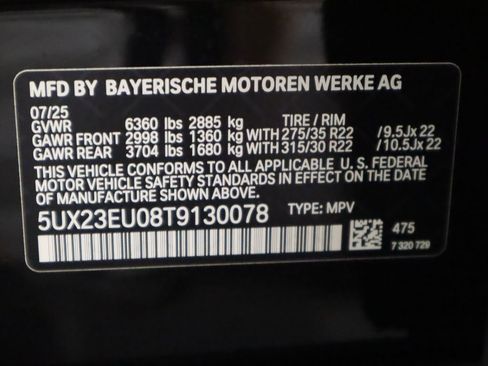 MFD BY BAYERISCHE MOTOREN WERKE AG
07/25
GVWR 6360 lbs 2885 kg TIRE / RIM
GAWR FRONT 2998 lbs 1360 kg WITH 275/35 R22 /9.5Jx 22
GAWR REAR 3704 lbs 1680 kg WITH 315/30 R22 /10.5Jx 22
THIS VEHICLE CONFORMS TO ALL APPLICABLE U. S. FEDERAL
MOTOR VEHICLE SAFETY STANDARDS IN EFFECT ON THE DATE
OF MANUFACTURE SHOWN ABOVE.
5UX23EU08T9130078 TYPE: MPV
475
7 320 729